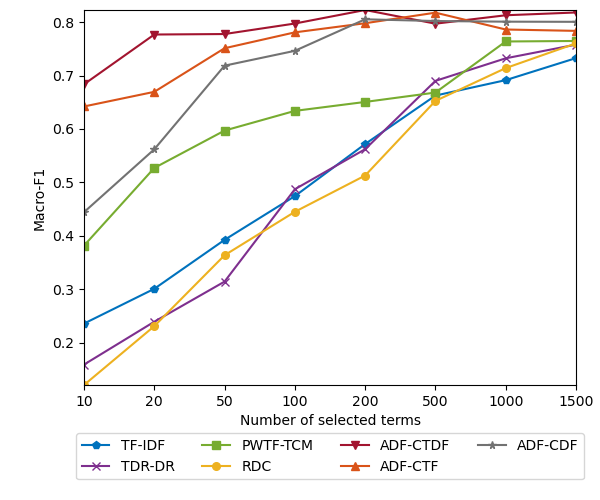 0.8
0.7
0.6
0.5
0.4
0.3
0.2
Macro-F1
10 20 50 100 200 500 1000 1500
Number of selected terms
TF-IDF PWTF-TCM ADF-CTDF ADF-CDF
TDR-DR RDC ADF-CTF